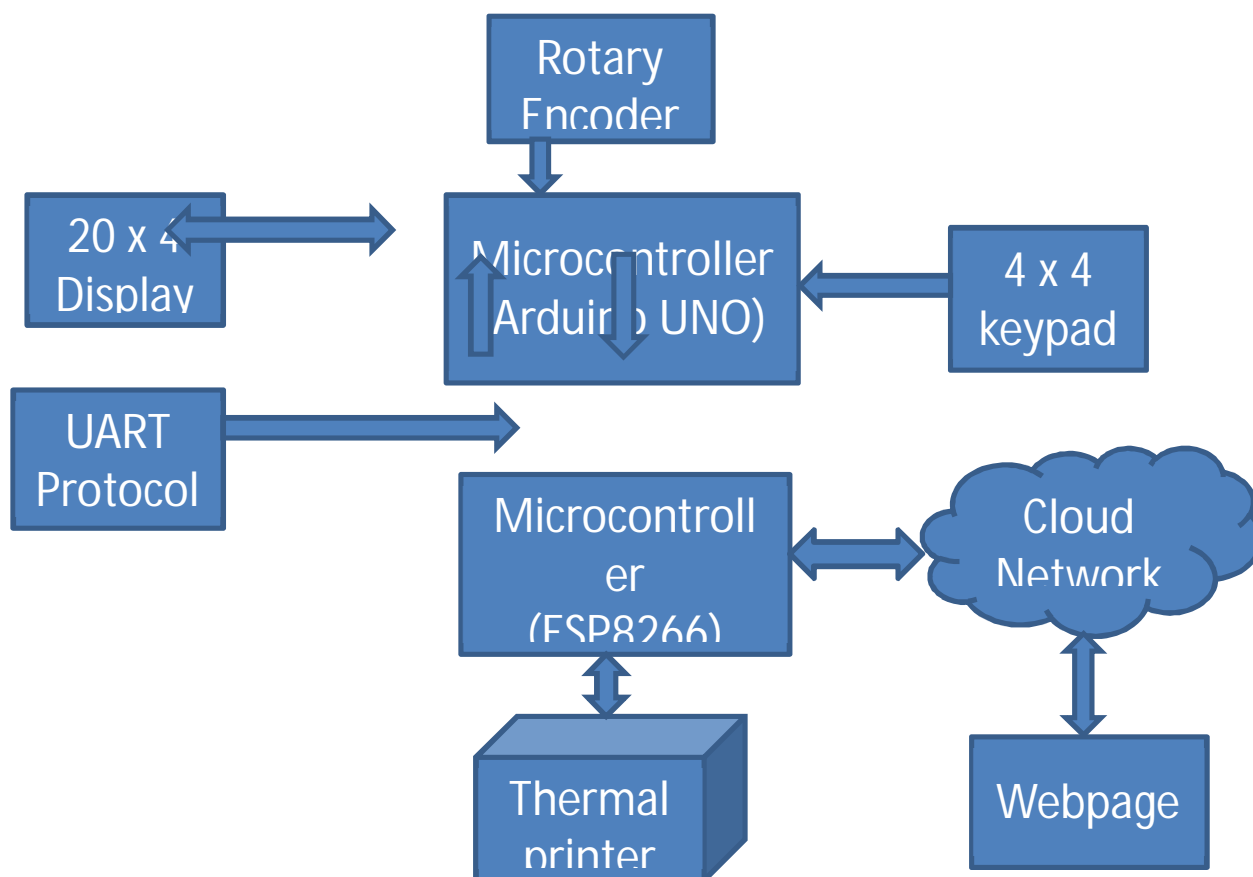 Rotary
Encoder
20 x 4
Display
Microcontroller
(Arduino UNO)
4 x 4
keypad
UART
Protocol
Microcontroll
er
(ESP8266)
Cloud
Network
Thermal
printer
Webpage